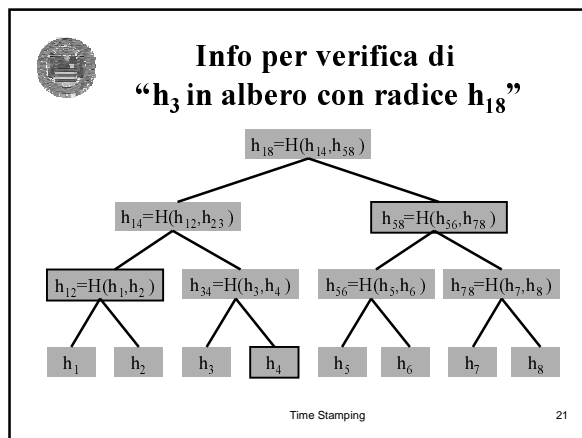 Info per verifica di
“h₃ in albero con radice h₁₈”
h₁₈=H(h₁₄,h₅₈ )
h₁₄=H(h₁₂,h₂₃ )
h₅₈=H(h₅₆,h₇₈ )
h₁₂=H(h₁,h₂ )
h₃₄=H(h₃,h₄ )
h₅₆=H(h₅,h₆ )
h₇₈=H(h₇,h₈ )
h₁ h₂ h₃ h₄ h₅ h₆ h₇ h₈
Time Stamping 21